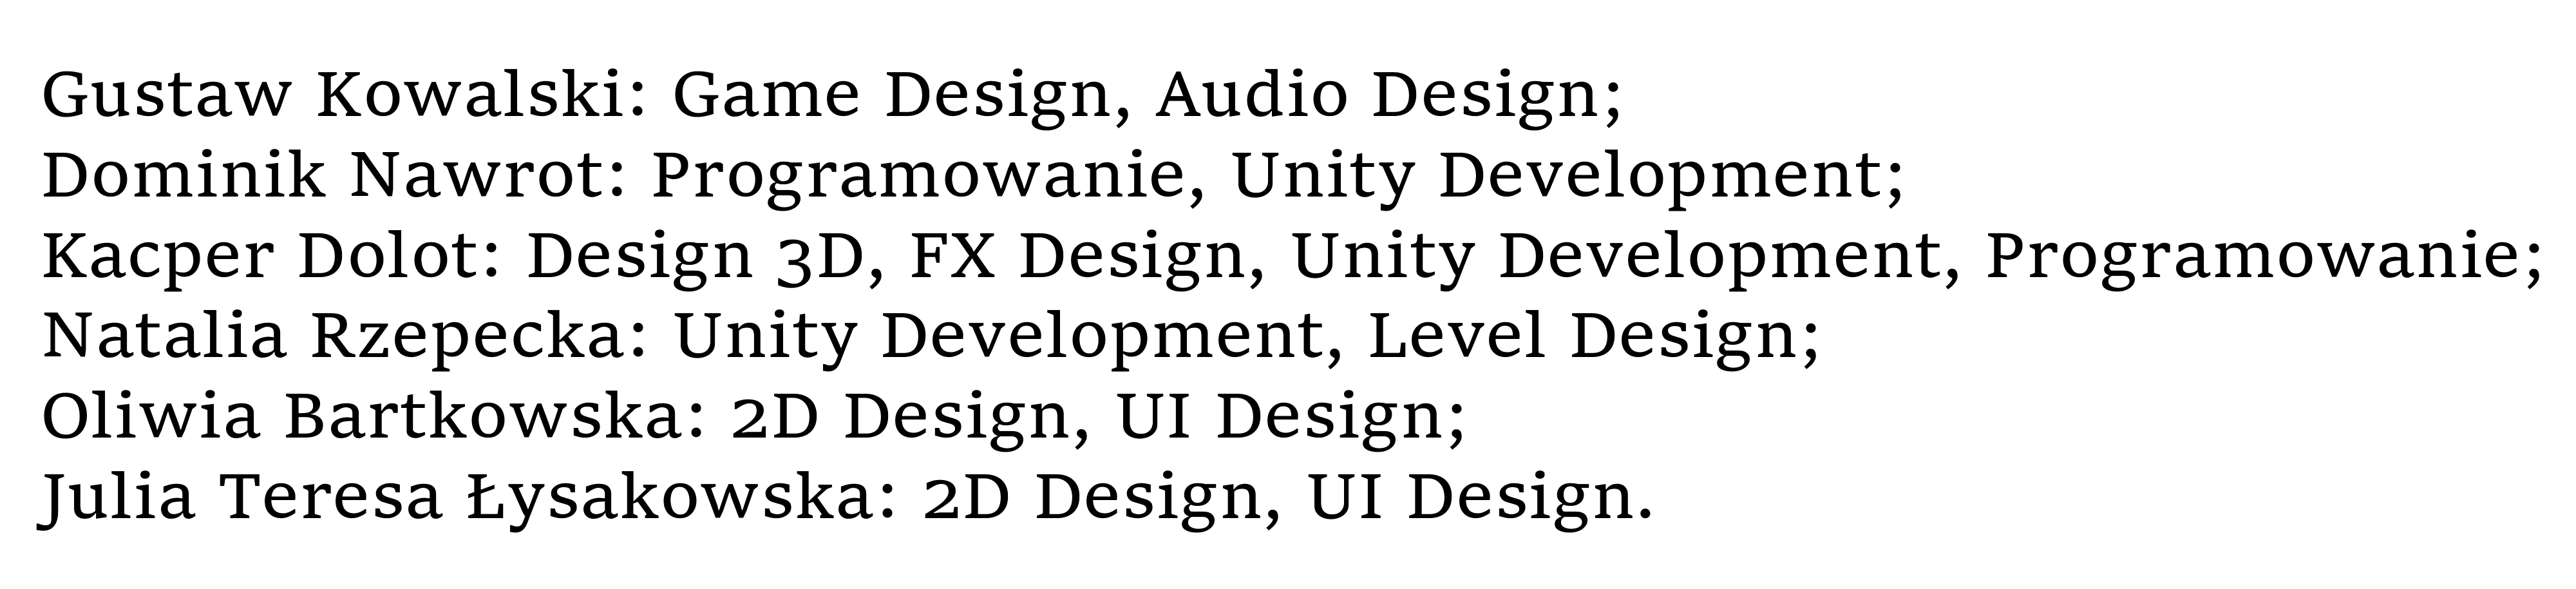 Gustaw Kowalski: Game Design, Audio Design;
Dominik Nawrot: Programowanie, Unity Development;
Kacper Dolot: Design 3D, FX Design, Unity Development, Programowanie;
Natalia Rzepecka: Unity Development, Level Design;
Oliwia Bartkowska: 2D Design, UI Design;
Julia Teresa Łysakowska: 2D Design, UI Design.